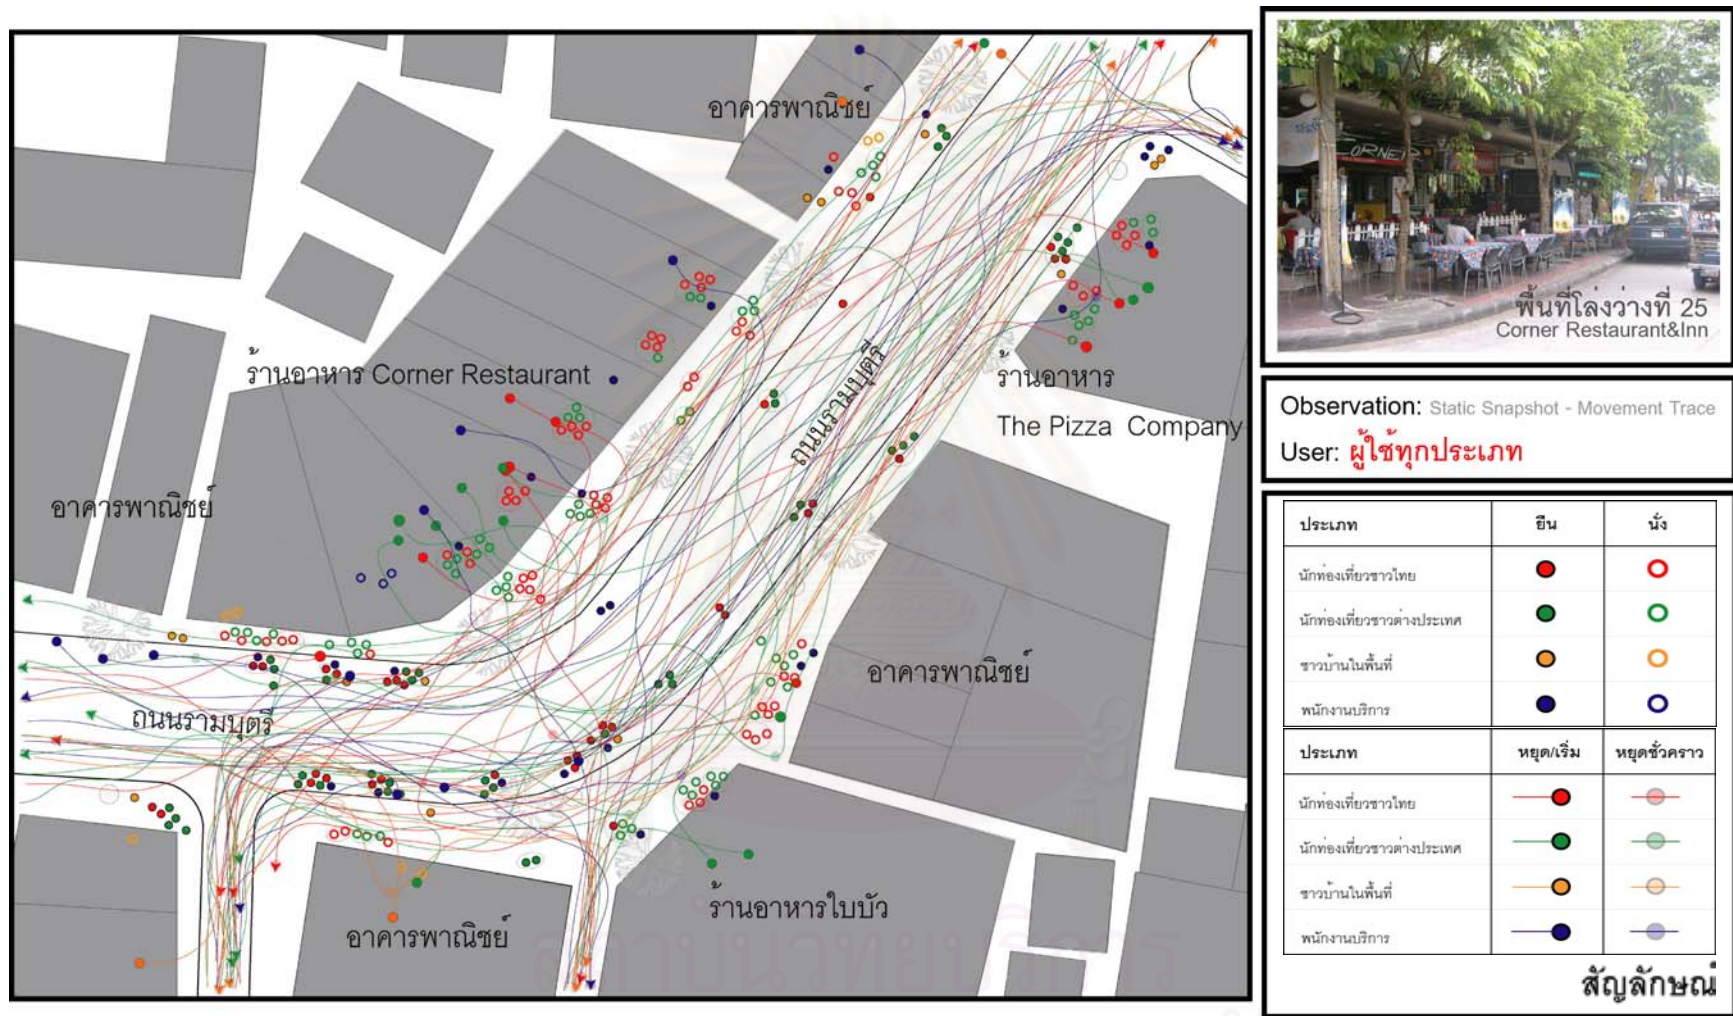 อาคารพาณิชย์
ร้านอาหาร Corner Restaurant
ถนนรามบุตรี
ร้านอาหาร
The Pizza Company
อาคารพาณิชย์
อาคารพาณิชย์
ถนนรามบุตรี
ร้านอาหารใบบัว
อาคารพาณิชย์
สถาบันวิทยบริการ
CORNER
พื้นที่โล่งว่างที่ 25
Corner Restaurant&Inn
Observation: Static Snapshot - Movement Trace
User: ผู้ใช้ทุกประเภท
ประเภท ยืน นั่ง
นักท่องเที่ยวชาวไทย
นักท่องเที่ยวชาวต่างประเทศ
ชาวบ้านในพื้นที่
พนักงานบริการ
ประเภท หยุด/เริ่ม หยุดชั่วคราว
นักท่องเที่ยวชาวไทย
นักท่องเที่ยวชาวต่างประเทศ
ชาวบ้านในพื้นที่
พนักงานบริการ
สัญลักษณ์